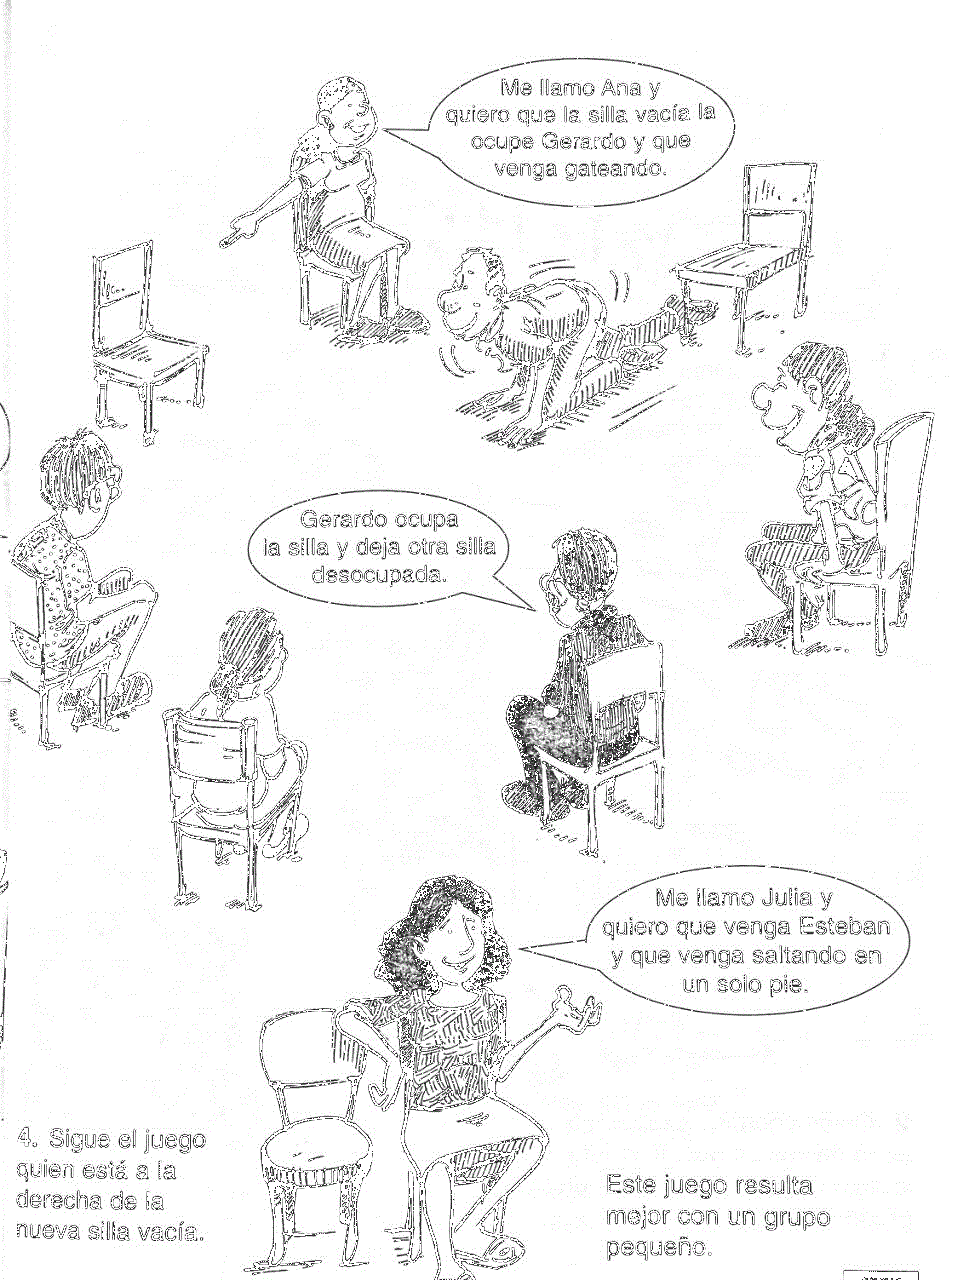 Me llamo Ana y
quiero que la silla vacía la
ocupe Gerardo y que
venga gateando.
Gerardo ocupa
la silla y deja otra silla
desocupada.
Me llamo Julia y
quiero que venga Esteban
y que venga saltando en
un solo pie.
4. Sigue el juego
quien está a la
derecha de la
nueva silla vacía.
Este juego resulta
mejor con un grupo
pequeño.